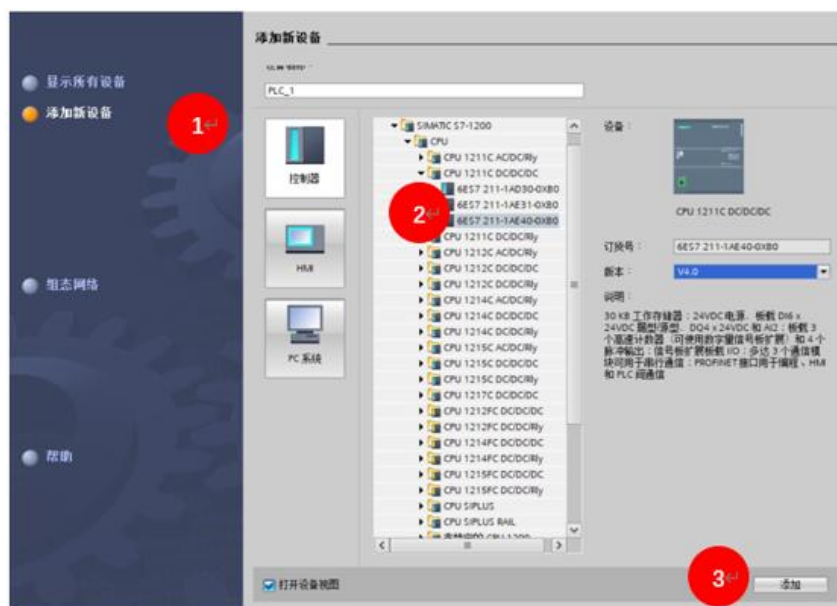 添加新设备
显示所有设备
添加新设备
组态网络
帮助
1
PLC_1
控制器
HMI
PC 系统
SIMATIC S7-1200
CPU
CPU 1211C AC/DC/Rly
CPU 1211C DC/DC/DC
6ES7 211-1AD30-0XB0
6ES7 211-1AE31-0XB0
6ES7 211-1AE40-0XB0
2
CPU 1211C DC/DC/Rly
CPU 1212C AC/DC/Rly
CPU 1212C DC/DC/DC
CPU 1212C DC/DC/Rly
CPU 1214C AC/DC/Rly
CPU 1214C DC/DC/DC
CPU 1214C DC/DC/Rly
CPU 1215C AC/DC/Rly
CPU 1215C DC/DC/DC
CPU 1215C DC/DC/Rly
CPU 1217C DC/DC/DC
CPU 1212FC DC/DC/DC
CPU 1212FC DC/DC/Rly
CPU 1214FC DC/DC/DC
CPU 1214FC DC/DC/Rly
CPU 1215FC DC/DC/DC
CPU 1215FC DC/DC/Rly
CPU SIPLUS
CPU SIPLUS RAIL
设备：
CPU 1211C DC/DC/DC
订货号：
6ES7 211-1AE40-0XB0
版本：
V4.0
说明：
30 KB 工作存储器；24VDC 电源，板载 DI6 x
24VDC 漏型/源型，DQ4 x 24VDC 和 AI2；板载 3
个高速计数器（可使用数字量信号板扩展）和 4 个
脉冲输出；信号板扩展板载 I/O；多达 3 个通信模
块可用于串行通信；PROFINET 接口用于编程、HMI
和 PLC 间通信
打开设备视图
3
添加